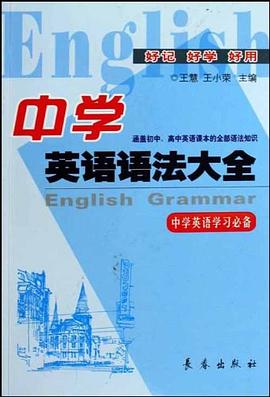 English
好记 好学 好用
◎王慧 王小荣 主编
中学
涵盖初中、高中英语课本的全部语法知识
英语语法大全
English Grammar
中学英语学习必备
长春出版社